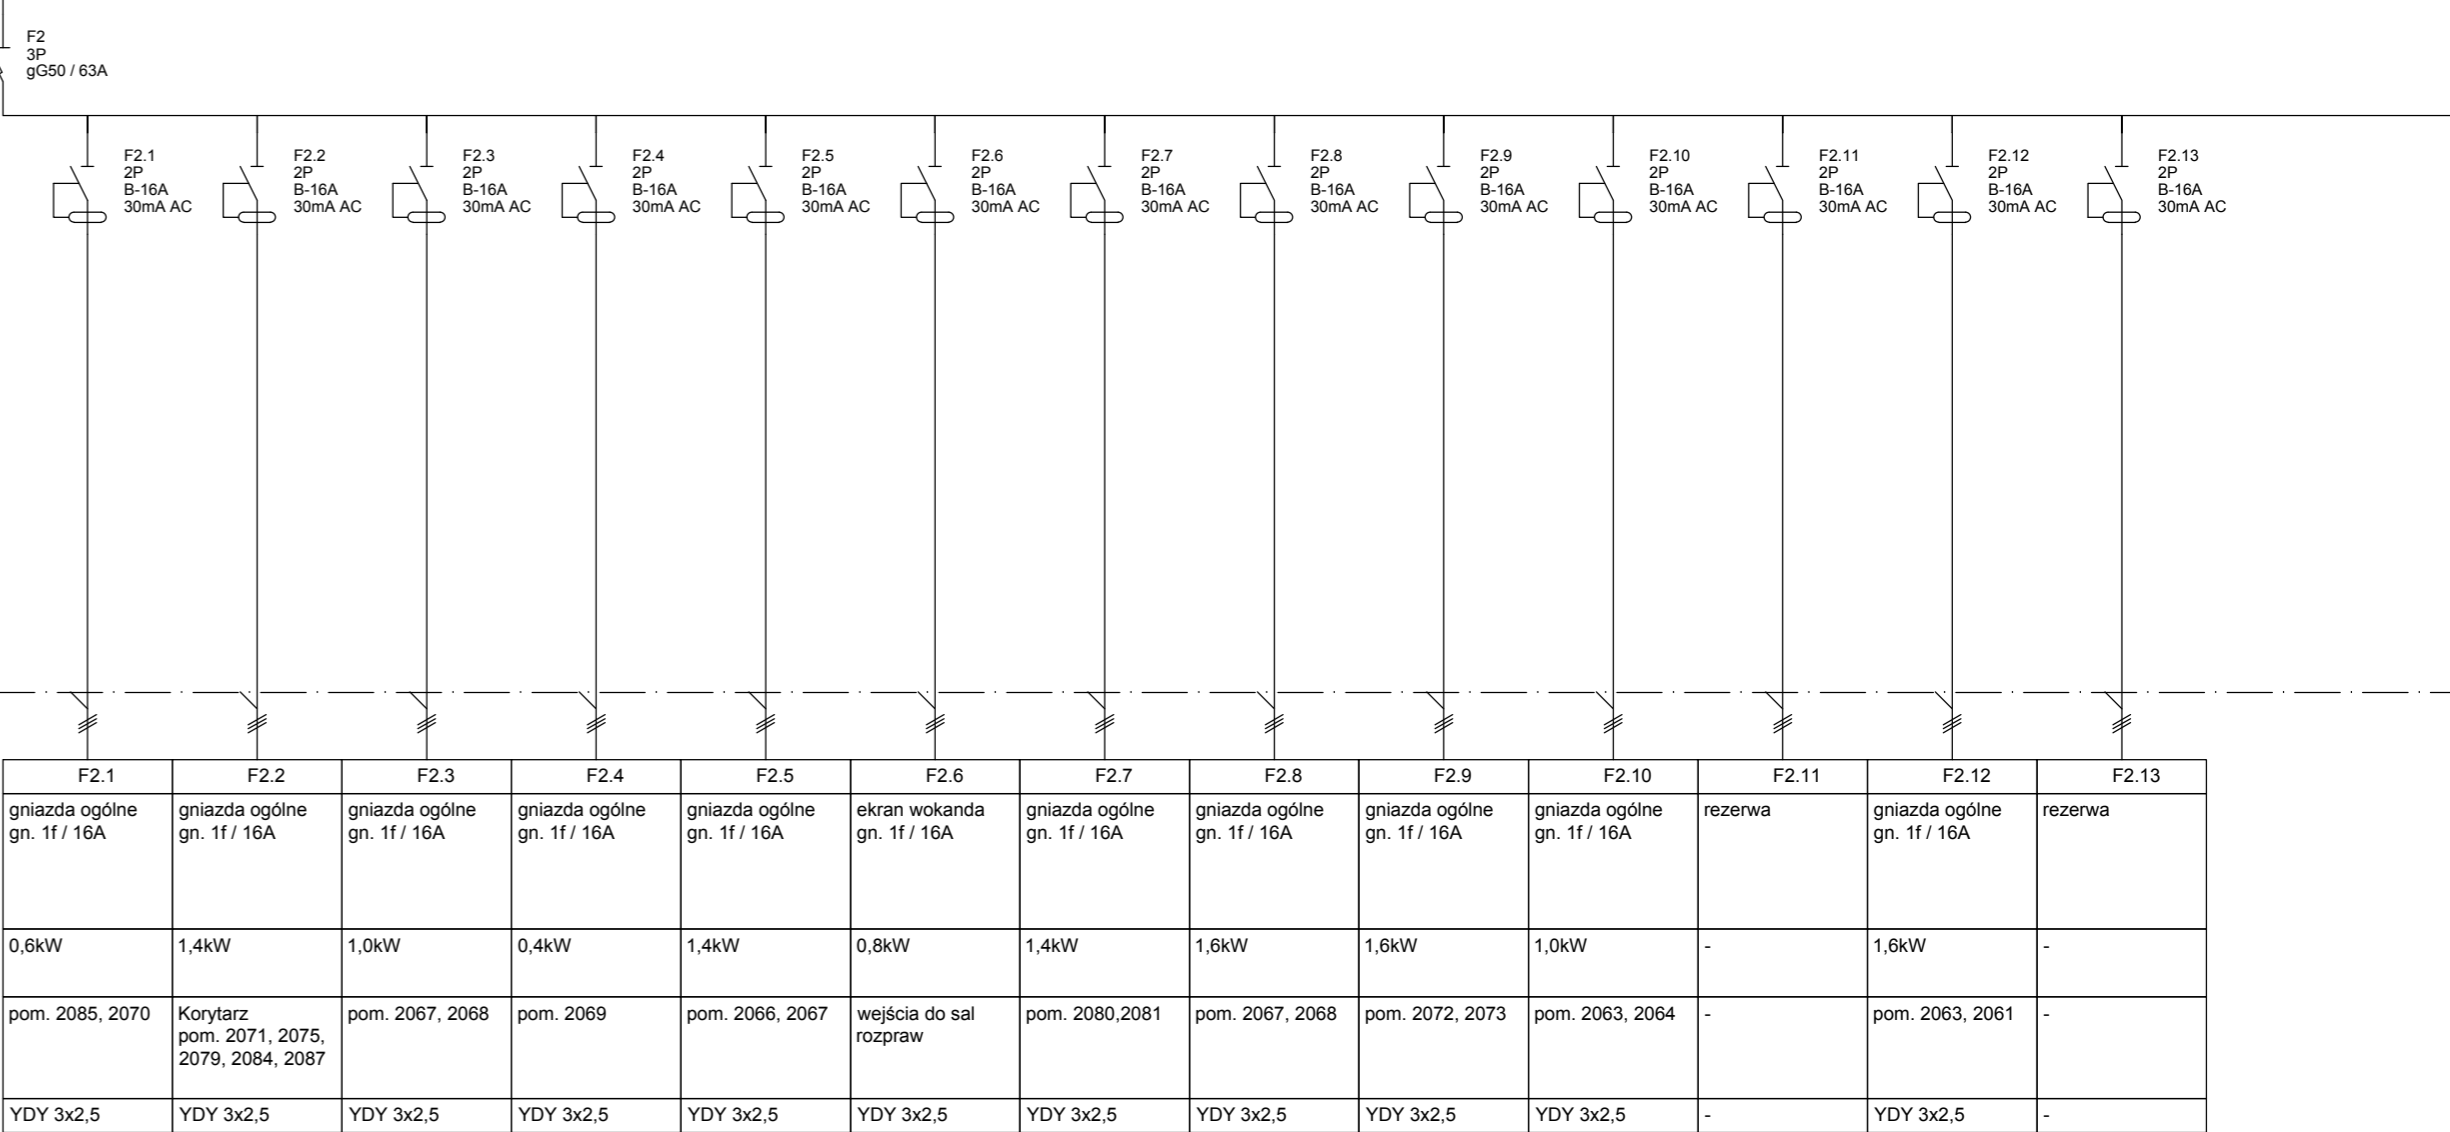 F2
3P
gG50 / 63A
F2.1
2P
B-16A
30mA AC
F2.2
2P
B-16A
30mA AC
F2.3
2P
B-16A
30mA AC
F2.4
2P
B-16A
30mA AC
F2.5
2P
B-16A
30mA AC
F2.6
2P
B-16A
30mA AC
F2.7
2P
B-16A
30mA AC
F2.8
2P
B-16A
30mA AC
F2.9
2P
B-16A
30mA AC
F2.10
2P
B-16A
30mA AC
F2.11
2P
B-16A
30mA AC
F2.12
2P
B-16A
30mA AC
F2.13
2P
B-16A
30mA AC
F2.1
F2.2
F2.3
F2.4
F2.5
F2.6
F2.7
F2.8
F2.9
F2.10
F2.11
F2.12
F2.13
gniazda ogólne
gn. 1f / 16A
gniazda ogólne
gn. 1f / 16A
gniazda ogólne
gn. 1f / 16A
gniazda ogólne
gn. 1f / 16A
gniazda ogólne
gn. 1f / 16A
ekran wokanda
gn. 1f / 16A
gniazda ogólne
gn. 1f / 16A
gniazda ogólne
gn. 1f / 16A
gniazda ogólne
gn. 1f / 16A
gniazda ogólne
gn. 1f / 16A
rezerwa
gniazda ogólne
gn. 1f / 16A
rezerwa
0,6kW
1,4kW
1,0kW
0,4kW
1,4kW
0,8kW
1,4kW
1,6kW
1,6kW
1,0kW
-
1,6kW
-
pom. 2085, 2070
Korytarz
pom. 2071, 2075,
2079, 2084, 2087
pom. 2067, 2068
pom. 2069
pom. 2066, 2067
wejścia do sal
rozpraw
pom. 2080,2081
pom. 2067, 2068
pom. 2072, 2073
pom. 2063, 2064
-
pom. 2063, 2061
-
YDY 3x2,5
YDY 3x2,5
YDY 3x2,5
YDY 3x2,5
YDY 3x2,5
YDY 3x2,5
YDY 3x2,5
YDY 3x2,5
YDY 3x2,5
YDY 3x2,5
-
YDY 3x2,5
-